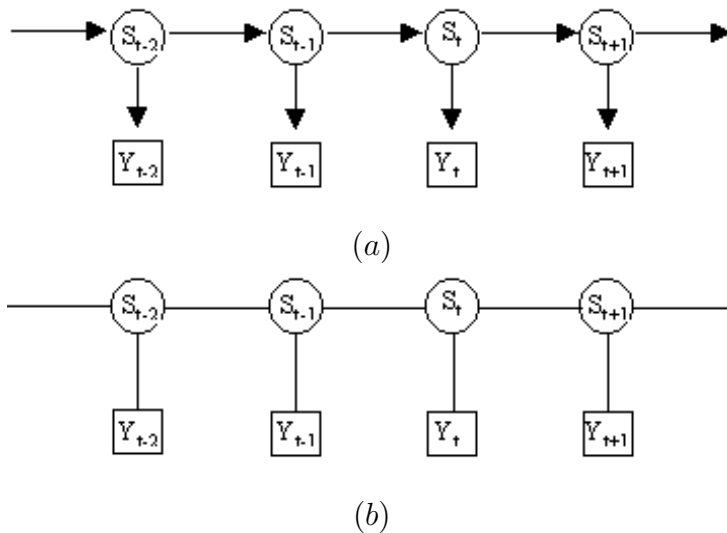 S_{t-2} S_{t-1} S_t S_{t+1}
Y_{t-2} Y_{t-1} Y_t Y_{t+1}
(a)
S_{t-2} S_{t-1} S_t S_{t+1}
Y_{t-2} Y_{t-1} Y_t Y_{t+1}
(b)